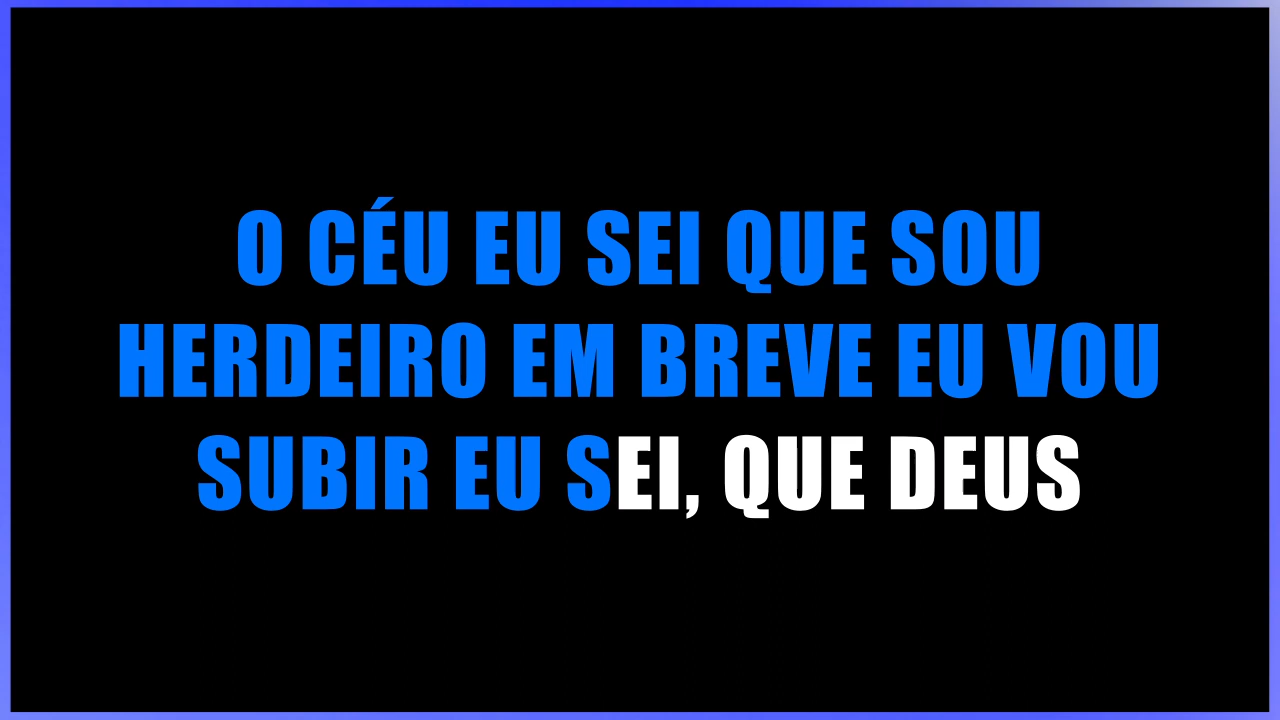 O CÉU EU SEI QUE SOU
HERDEIRO EM BREVE EU VOU
SUBIR EU SEI, QUE DEUS